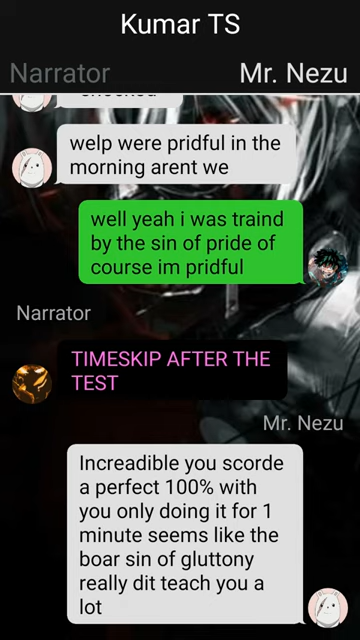 Kumar TS
Narrator Mr. Nezu
welp were pridful in the
morning arent we
well yeah i was traind
by the sin of pride of
course im pridful
Narrator
TIMESKIP AFTER THE
TEST
Mr. Nezu
Increadible you scorde
a perfect 100% with
you only doing it for 1
minute seems like the
boar sin of gluttony
really dit teach you a
lot